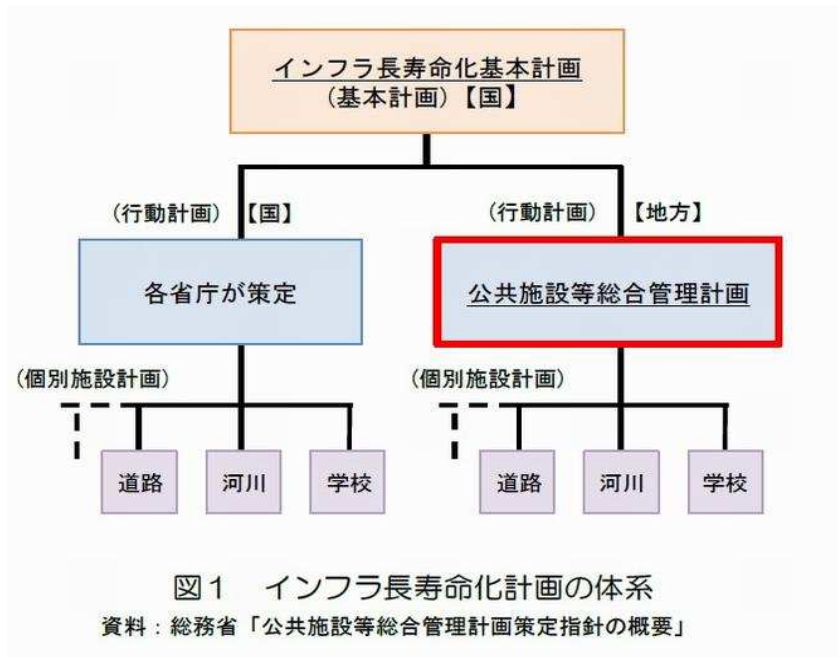 インフラ長寿命化基本計画
(基本計画)【国】
(行動計画)【国】
(行動計画)【地方】
各省庁が策定
公共施設等総合管理計画
(個別施設計画)
(個別施設計画)
道路
河川
学校
道路
河川
学校
図1 インフラ長寿命化計画の体系
資料:総務省「公共施設等総合管理計画策定指針の概要」